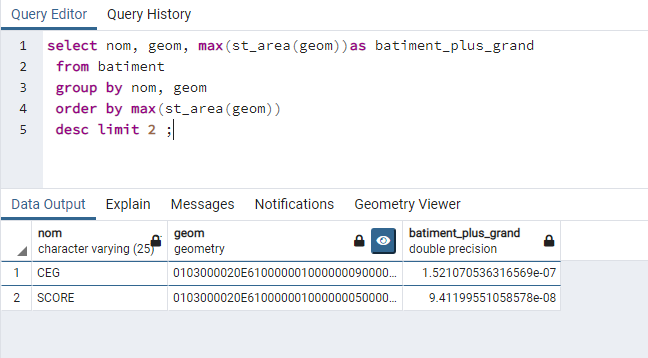 Query Editor Query History
1 select nom, geom, max(st_area(geom))as batiment_plus_grand
2 from batiment
3 group by nom, geom
4 order by max(st_area(geom))
5 desc limit 2 ;
Data Output Explain Messages Notifications Geometry Viewer
nom geom batiment_plus_grand
character varying (25) geometry double precision
1 CEG 0103000020E61000000100000009000... 1.521070536316569e-07
2 SCORE 0103000020E61000000100000005000... 9.41199551058578e-08